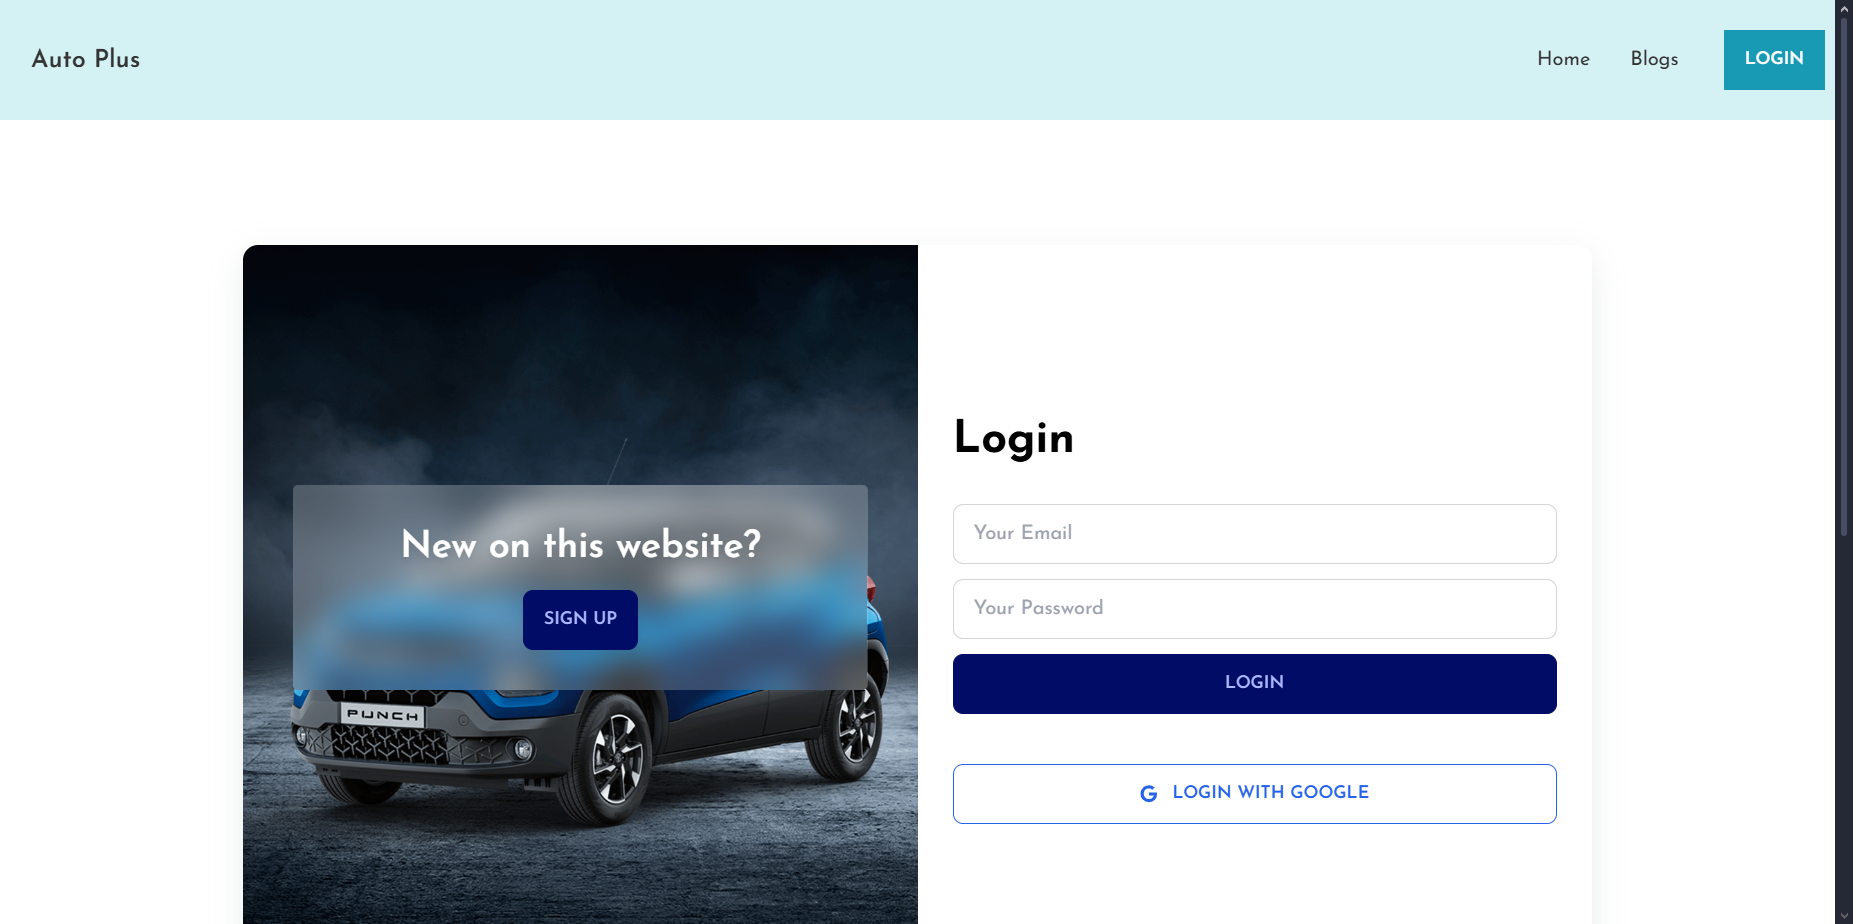 Auto Plus
Home
Blogs
LOGIN
New on this website?
SIGN UP
PUNCH
Login
Your Email
Your Password
LOGIN
LOGIN WITH GOOGLE